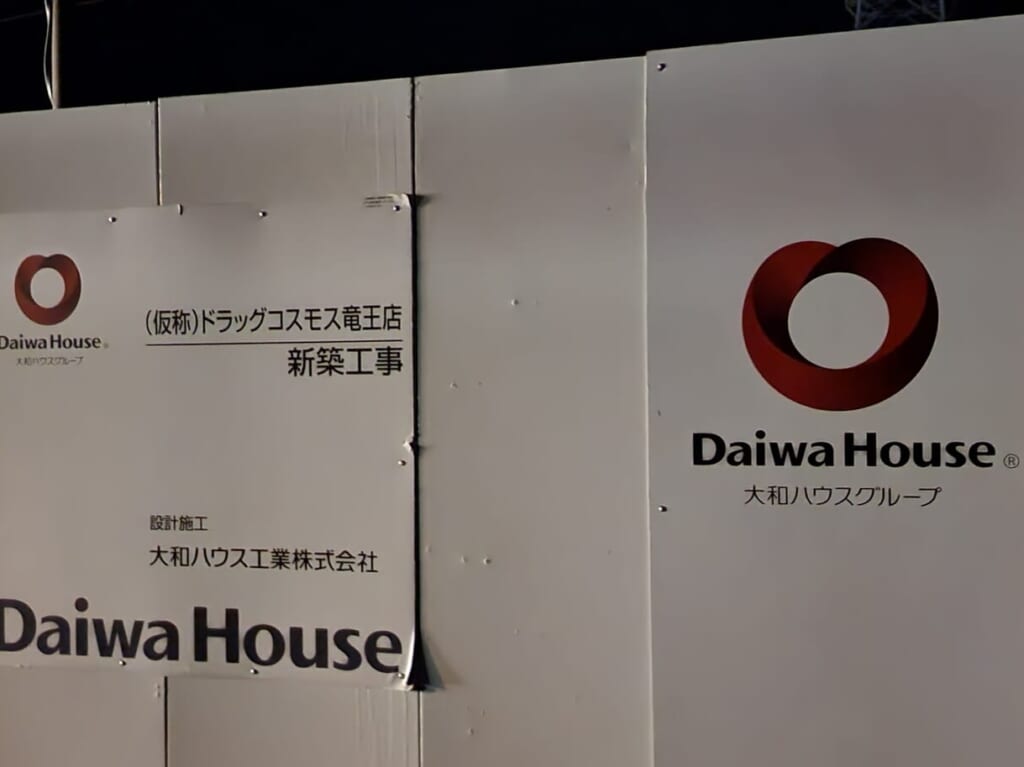 Daiwa House®
大和ハウスグループ
(仮称)ドラッグコスモス竜王店
新築工事
設計施工
大和ハウス工業株式会社
Daiwa House
Daiwa House®
大和ハウスグループ